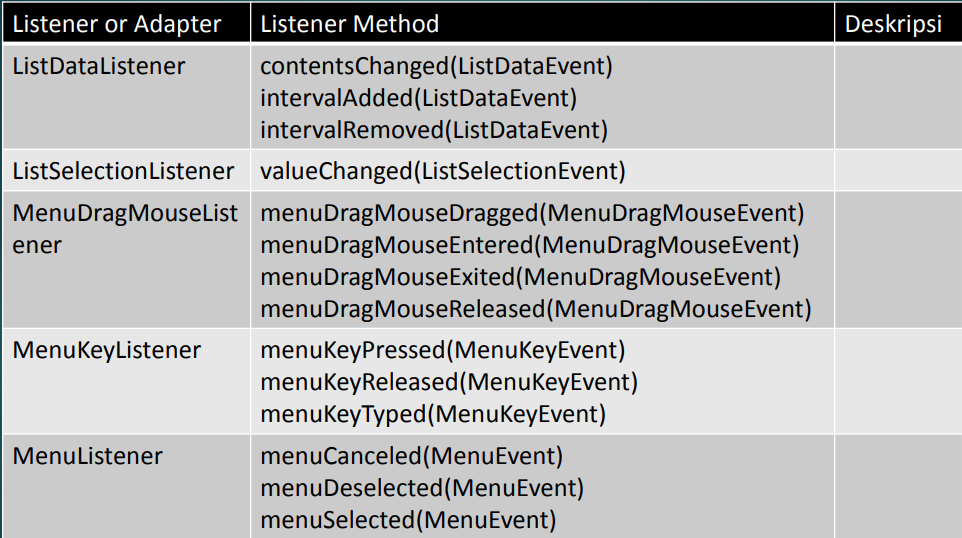 Listener or Adapter Listener Method Deskripsi
ListDataListener contentsChanged(ListDataEvent)
intervalAdded(ListDataEvent)
intervalRemoved(ListDataEvent)
ListSelectionListener valueChanged(ListSelectionEvent)
MenuDragMouseList menuDragMouseDragged(MenuDragMouseEvent)
ener menuDragMouseEntered(MenuDragMouseEvent)
menuDragMouseExited(MenuDragMouseEvent)
menuDragMouseReleased(MenuDragMouseEvent)
MenuKeyListener menuKeyPressed(MenuKeyEvent)
menuKeyReleased(MenuKeyEvent)
menuKeyTyped(MenuKeyEvent)
MenuListener menuCanceled(MenuEvent)
menuDeselected(MenuEvent)
menuSelected(MenuEvent)